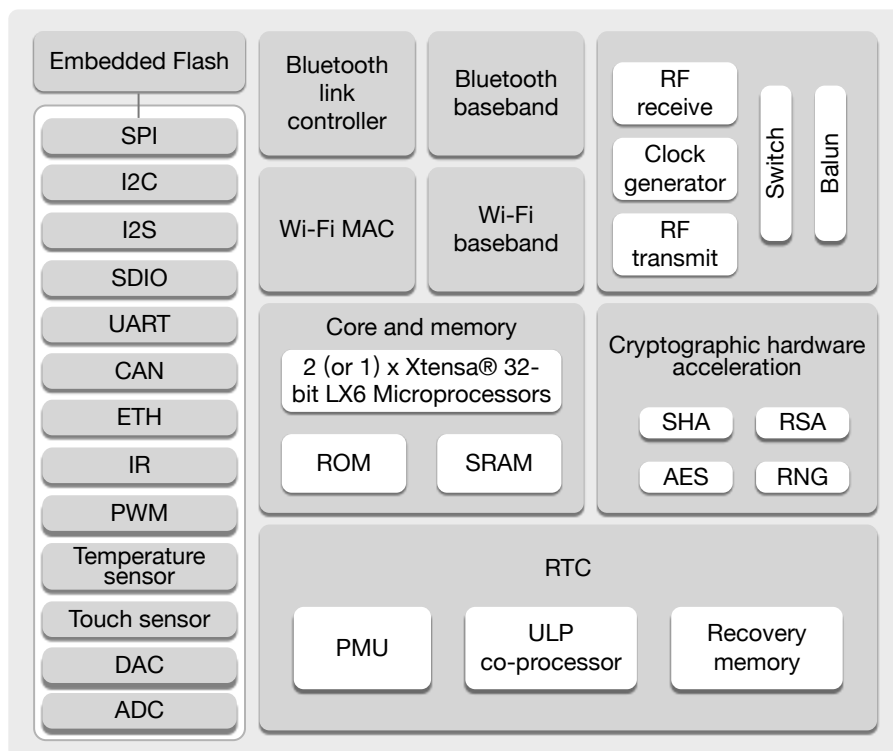 Embedded Flash
SPI
I2C
I2S
SDIO
UART
CAN
ETH
IR
PWM
Temperature
sensor
Touch sensor
DAC
ADC
Bluetooth
link
controller
Bluetooth
baseband
Wi-Fi MAC
Wi-Fi
baseband
RF
receive
Clock
generator
RF
transmit
Switch
Balun
Core and memory
2 (or 1) x Xtensa® 32-
bit LX6 Microprocessors
ROM
SRAM
Cryptographic hardware
acceleration
SHA
RSA
AES
RNG
RTC
PMU
ULP
co-processor
Recovery
memory